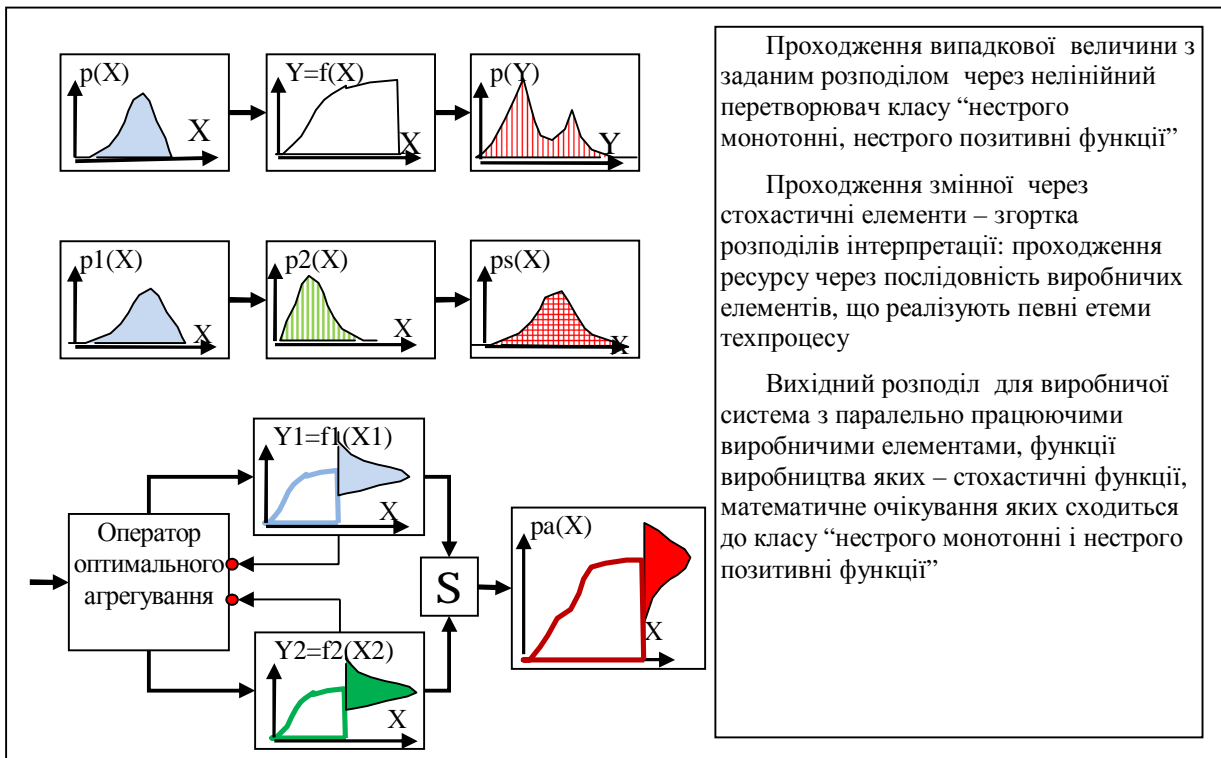 p(X)
X
Y=f(X)
X
p(Y)
Y
p1(X)
X
p2(X)
X
ps(X)
X
Y1=f1(X1)
X
Оператор
оптимального
агрегування
S
pa(X)
X
Y2=f2(X2)
X
Проходження випадкової величини з
заданим розподілом через нелінійний
перетворювач класу “нестрого
монотонні, нестрого позитивні функції”
Проходження змінної через
стохастичні елементи – згортка
розподілів інтерпретації: проходження
ресурсу через послідовність виробничих
елементів, що реалізують певні етеми
техпроцесу
Вихідний розподіл для виробничої
система з паралельно працюючими
виробничими елементами, функції
виробництва яких – стохастичні функції,
математичне очікування яких сходиться
до класу “нестрого монотонні і нестрого
позитивні функції”